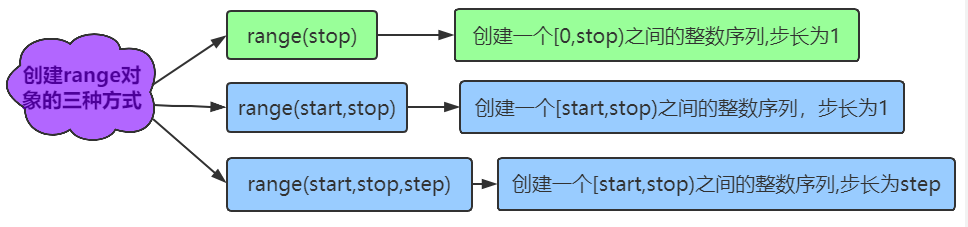 创建range对
象的三种方式
range(stop)
创建一个[0,stop)之间的整数序列,步长为1
range(start,stop)
创建一个[start,stop)之间的整数序列，步长为1
range(start,stop,step)
创建一个[start,stop)之间的整数序列,步长为step